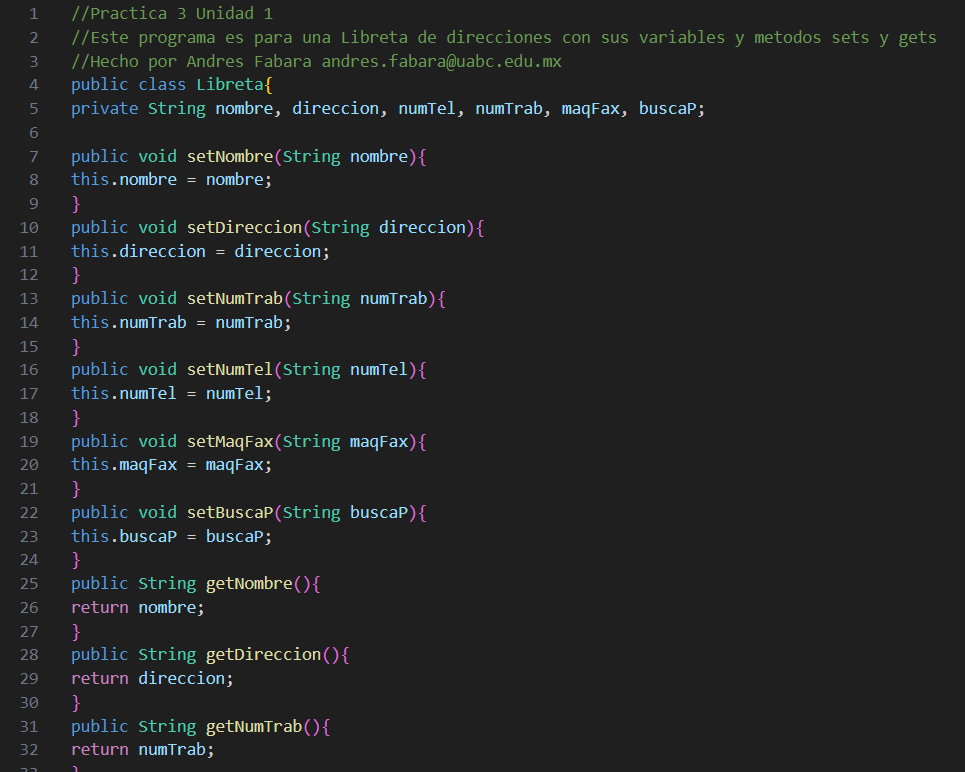 1 //Practica 3 Unidad 1
2 //Este programa es para una Libreta de direcciones con sus variables y metodos sets y gets
3 //Hecho por Andres Fabara andres.fabara@uabc.edu.mx
4 public class Libreta{
5 private String nombre, direccion, numTel, numTrab, maqFax, buscaP;
6
7 public void setNombre(String nombre){
8 this.nombre = nombre;
9 }
10 public void setDireccion(String direccion){
11 this.direccion = direccion;
12 }
13 public void setNumTrab(String numTrab){
14 this.numTrab = numTrab;
15 }
16 public void setNumTel(String numTel){
17 this.numTel = numTel;
18 }
19 public void setMaqFax(String maqFax){
20 this.maqFax = maqFax;
21 }
22 public void setBuscaP(String buscaP){
23 this.buscaP = buscaP;
24 }
25 public String getNombre(){
26 return nombre;
27 }
28 public String getDireccion(){
29 return direccion;
30 }
31 public String getNumTrab(){
32 return numTrab;
33 }